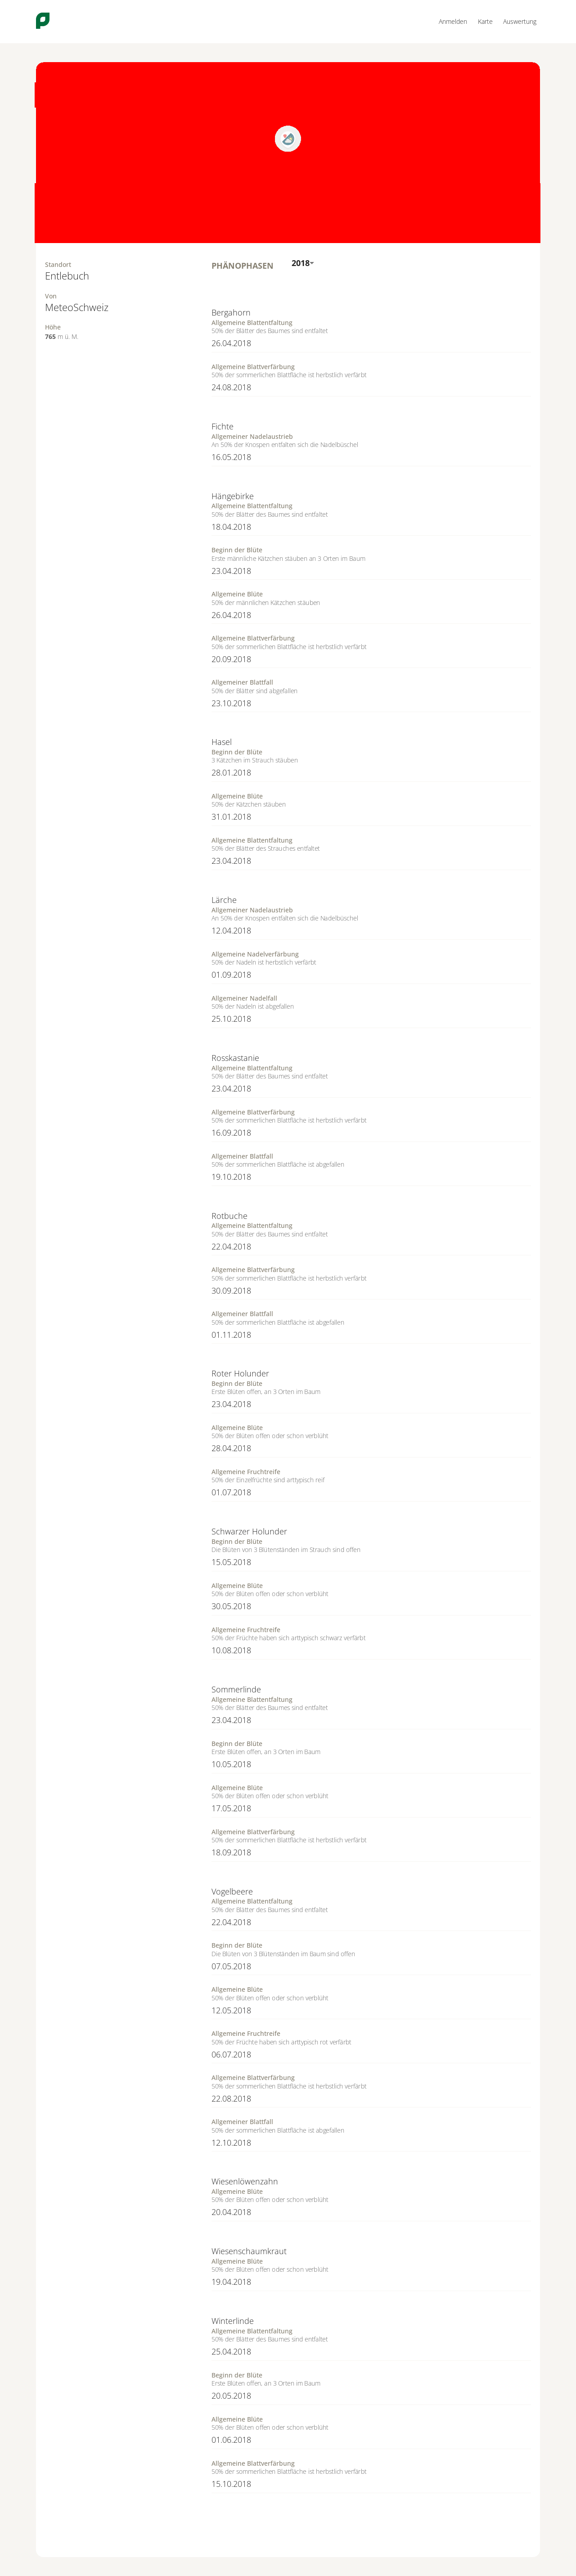 Anmelden Karte Auswertung
Standort
Entlebuch
Von
MeteoSchweiz
Höhe
765 m ü. M.
PHÄNOPHASEN 2018
Bergahorn
Allgemeine Blattentfaltung
50% der Blätter des Baumes sind entfaltet
26.04.2018
Allgemeine Blattverfärbung
50% der sommerlichen Blattfläche ist herbstlich verfärbt
24.08.2018
Fichte
Allgemeiner Nadelaustrieb
An 50% der Knospen entfalten sich die Nadelbüschel
16.05.2018
Hängebirke
Allgemeine Blattentfaltung
50% der Blätter des Baumes sind entfaltet
18.04.2018
Beginn der Blüte
Erste männliche Kätzchen stäuben an 3 Orten im Baum
23.04.2018
Allgemeine Blüte
50% der männlichen Kätzchen stäuben
26.04.2018
Allgemeine Blattverfärbung
50% der sommerlichen Blattfläche ist herbstlich verfärbt
20.09.2018
Allgemeiner Blattfall
50% der Blätter sind abgefallen
23.10.2018
Hasel
Beginn der Blüte
3 Kätzchen im Strauch stäuben
28.01.2018
Allgemeine Blüte
50% der Kätzchen stäuben
31.01.2018
Allgemeine Blattentfaltung
50% der Blätter des Strauches entfaltet
23.04.2018
Lärche
Allgemeiner Nadelaustrieb
An 50% der Knospen entfalten sich die Nadelbüschel
12.04.2018
Allgemeine Nadelverfärbung
50% der Nadeln ist herbstlich verfärbt
01.09.2018
Allgemeiner Nadelfall
50% der Nadeln ist abgefallen
25.10.2018
Rosskastanie
Allgemeine Blattentfaltung
50% der Blätter des Baumes sind entfaltet
23.04.2018
Allgemeine Blattverfärbung
50% der sommerlichen Blattfläche ist herbstlich verfärbt
16.09.2018
Allgemeiner Blattfall
50% der sommerlichen Blattfläche ist abgefallen
19.10.2018
Rotbuche
Allgemeine Blattentfaltung
50% der Blätter des Baumes sind entfaltet
22.04.2018
Allgemeine Blattverfärbung
50% der sommerlichen Blattfläche ist herbstlich verfärbt
30.09.2018
Allgemeiner Blattfall
50% der sommerlichen Blattfläche ist abgefallen
01.11.2018
Roter Holunder
Beginn der Blüte
Erste Blüten offen, an 3 Orten im Baum
23.04.2018
Allgemeine Blüte
50% der Blüten offen oder schon verblüht
28.04.2018
Allgemeine Fruchtreife
50% der Einzelfrüchte sind arttypisch reif
01.07.2018
Schwarzer Holunder
Beginn der Blüte
Die Blüten von 3 Blütenständen im Strauch sind offen
15.05.2018
Allgemeine Blüte
50% der Blüten offen oder schon verblüht
30.05.2018
Allgemeine Fruchtreife
50% der Früchte haben sich arttypisch schwarz verfärbt
10.08.2018
Sommerlinde
Allgemeine Blattentfaltung
50% der Blätter des Baumes sind entfaltet
23.04.2018
Beginn der Blüte
Erste Blüten offen, an 3 Orten im Baum
10.05.2018
Allgemeine Blüte
50% der Blüten offen oder schon verblüht
17.05.2018
Allgemeine Blattverfärbung
50% der sommerlichen Blattfläche ist herbstlich verfärbt
18.09.2018
Vogelbeere
Allgemeine Blattentfaltung
50% der Blätter des Baumes sind entfaltet
22.04.2018
Beginn der Blüte
Die Blüten von 3 Blütenständen im Baum sind offen
07.05.2018
Allgemeine Blüte
50% der Blüten offen oder schon verblüht
12.05.2018
Allgemeine Fruchtreife
50% der Früchte haben sich arttypisch rot verfärbt
06.07.2018
Allgemeine Blattverfärbung
50% der sommerlichen Blattfläche ist herbstlich verfärbt
22.08.2018
Allgemeiner Blattfall
50% der sommerlichen Blattfläche ist abgefallen
12.10.2018
Wiesenlöwenzahn
Allgemeine Blüte
50% der Blüten offen oder schon verblüht
20.04.2018
Wiesenschaumkraut
Allgemeine Blüte
50% der Blüten offen oder schon verblüht
19.04.2018
Winterlinde
Allgemeine Blattentfaltung
50% der Blätter des Baumes sind entfaltet
25.04.2018
Beginn der Blüte
Erste Blüten offen, an 3 Orten im Baum
20.05.2018
Allgemeine Blüte
50% der Blüten offen oder schon verblüht
01.06.2018
Allgemeine Blattverfärbung
50% der sommerlichen Blattfläche ist herbstlich verfärbt
15.10.2018